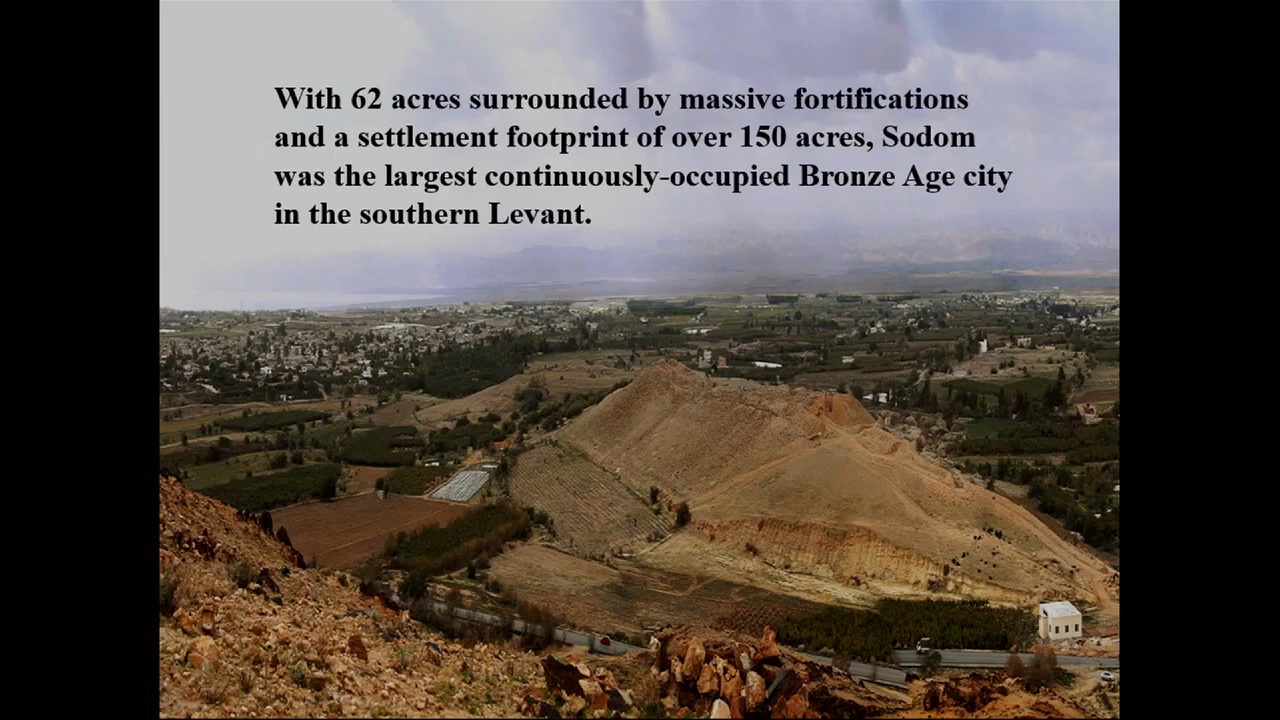 With 62 acres surrounded by massive fortifications
and a settlement footprint of over 150 acres, Sodom
was the largest continuously-occupied Bronze Age city
in the southern Levant.